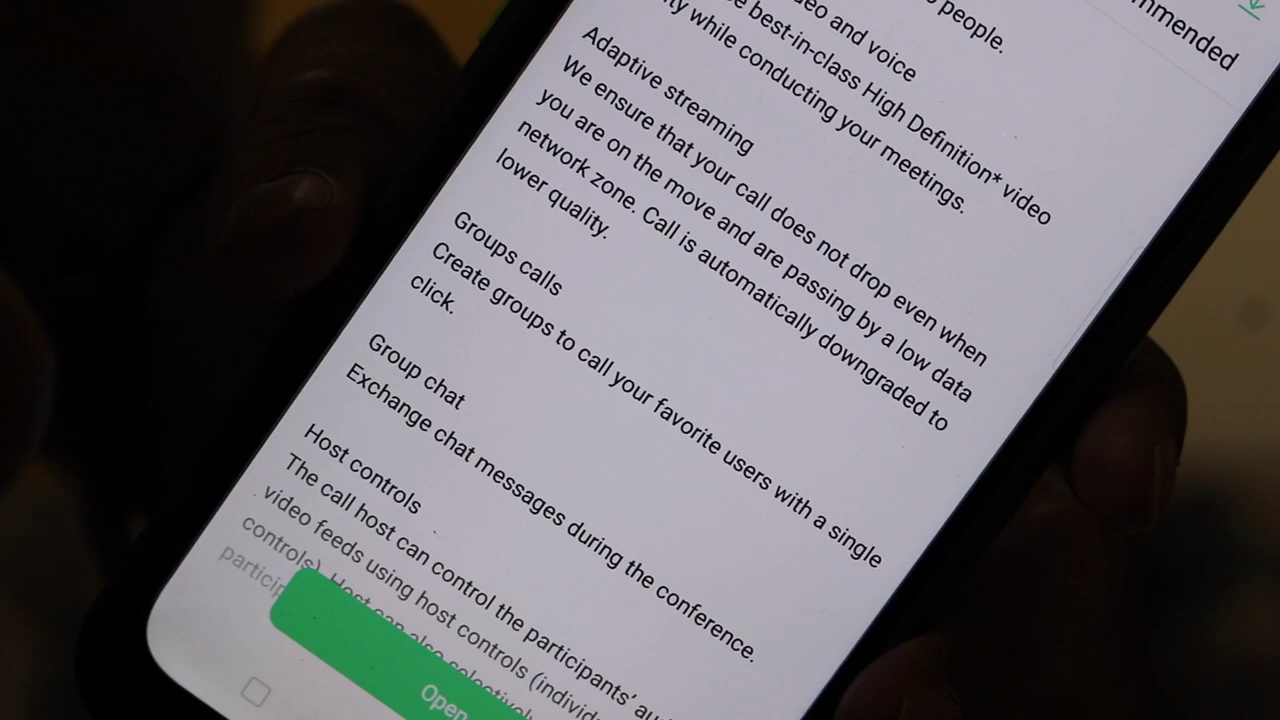 mmended
people.
and voice
best-in-class High Definition* video
while conducting your meetings.
Adaptive streaming
We ensure that your call does not drop even when
you are on the move and are passing by a low data
network zone. Call is automatically downgraded to
lower quality.
Groups calls
Create groups to call your favorite users with a single
click.
Group chat
Exchange chat messages during the conference.
Host controls
The call host can control the participants'
video feeds using host controls
controls). Host can also selectively
Open